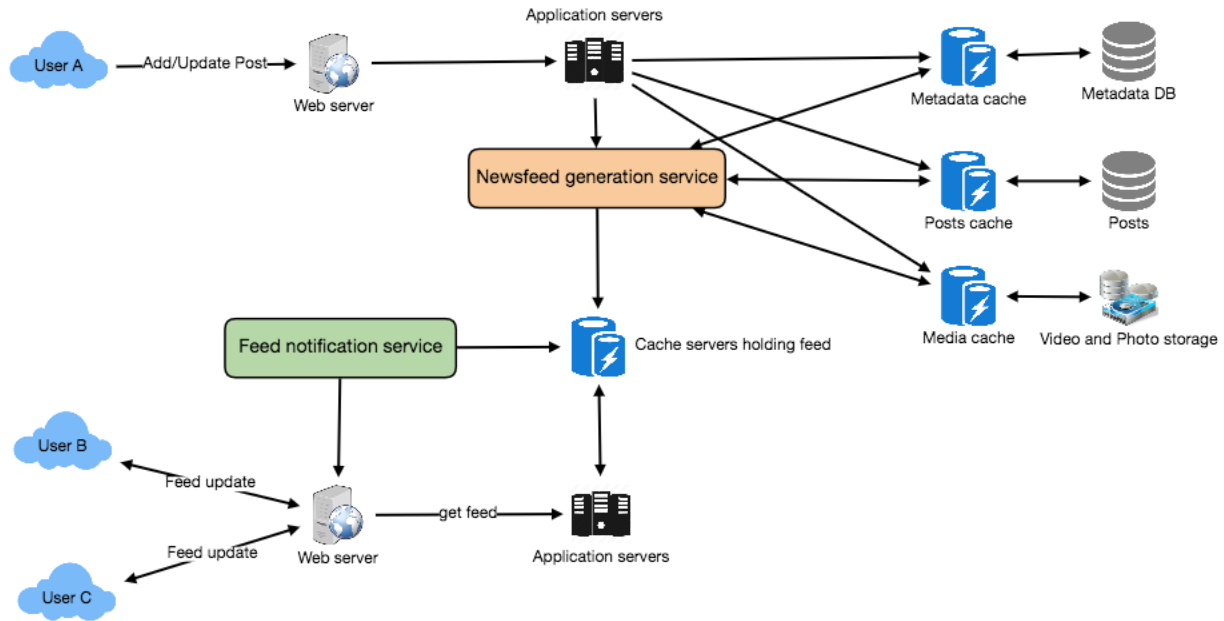 Application servers
User A
Add/Update Post
Web server
Metadata cache
Metadata DB
Newsfeed generation service
Posts cache
Posts
Feed notification service
Cache servers holding feed
Media cache
Video and Photo storage
User B
Feed update
get feed
Feed update
Web server
Application servers
User C